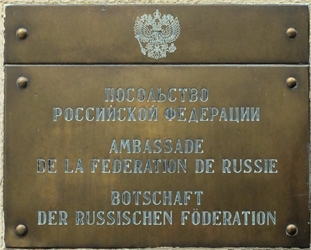 ПОСОЛЬСТВО
РОССИЙСКОЙ ФЕДЕРАЦИИ
AMBASSADE
DE LA FEDERATION DE RUSSIE
BOTSCHAFT
DER RUSSISCHEN FÖDERATION